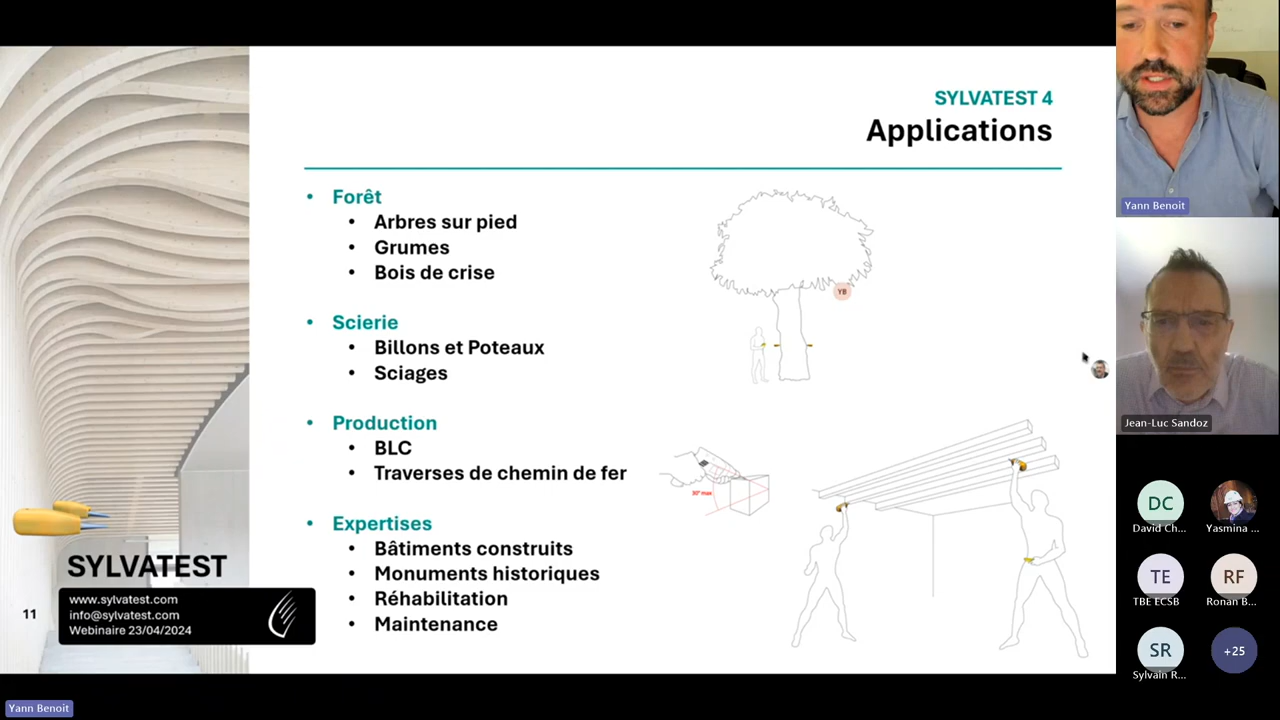 SYLVATEST 4
Applications
• Forêt
• Arbres sur pied
• Grumes
• Bois de crise
• Scierie
• Billons et Poteaux
• Sciages
• Production
• BLC
• Traverses de chemin de fer
• Expertises
• Bâtiments construits
• Monuments historiques
• Réhabilitation
• Maintenance
YB
30° max
SYLVATEST
www.sylvatest.com
info@sylvatest.com
Webinaire 23/04/2024
11
Yann Benoit
Jean-Luc Sandoz
DC
David Ch...
Yasmina ...
TE
TBE ECSB
RF
Ronan B...
SR
Sylvain R...
+25
Yann Benoit